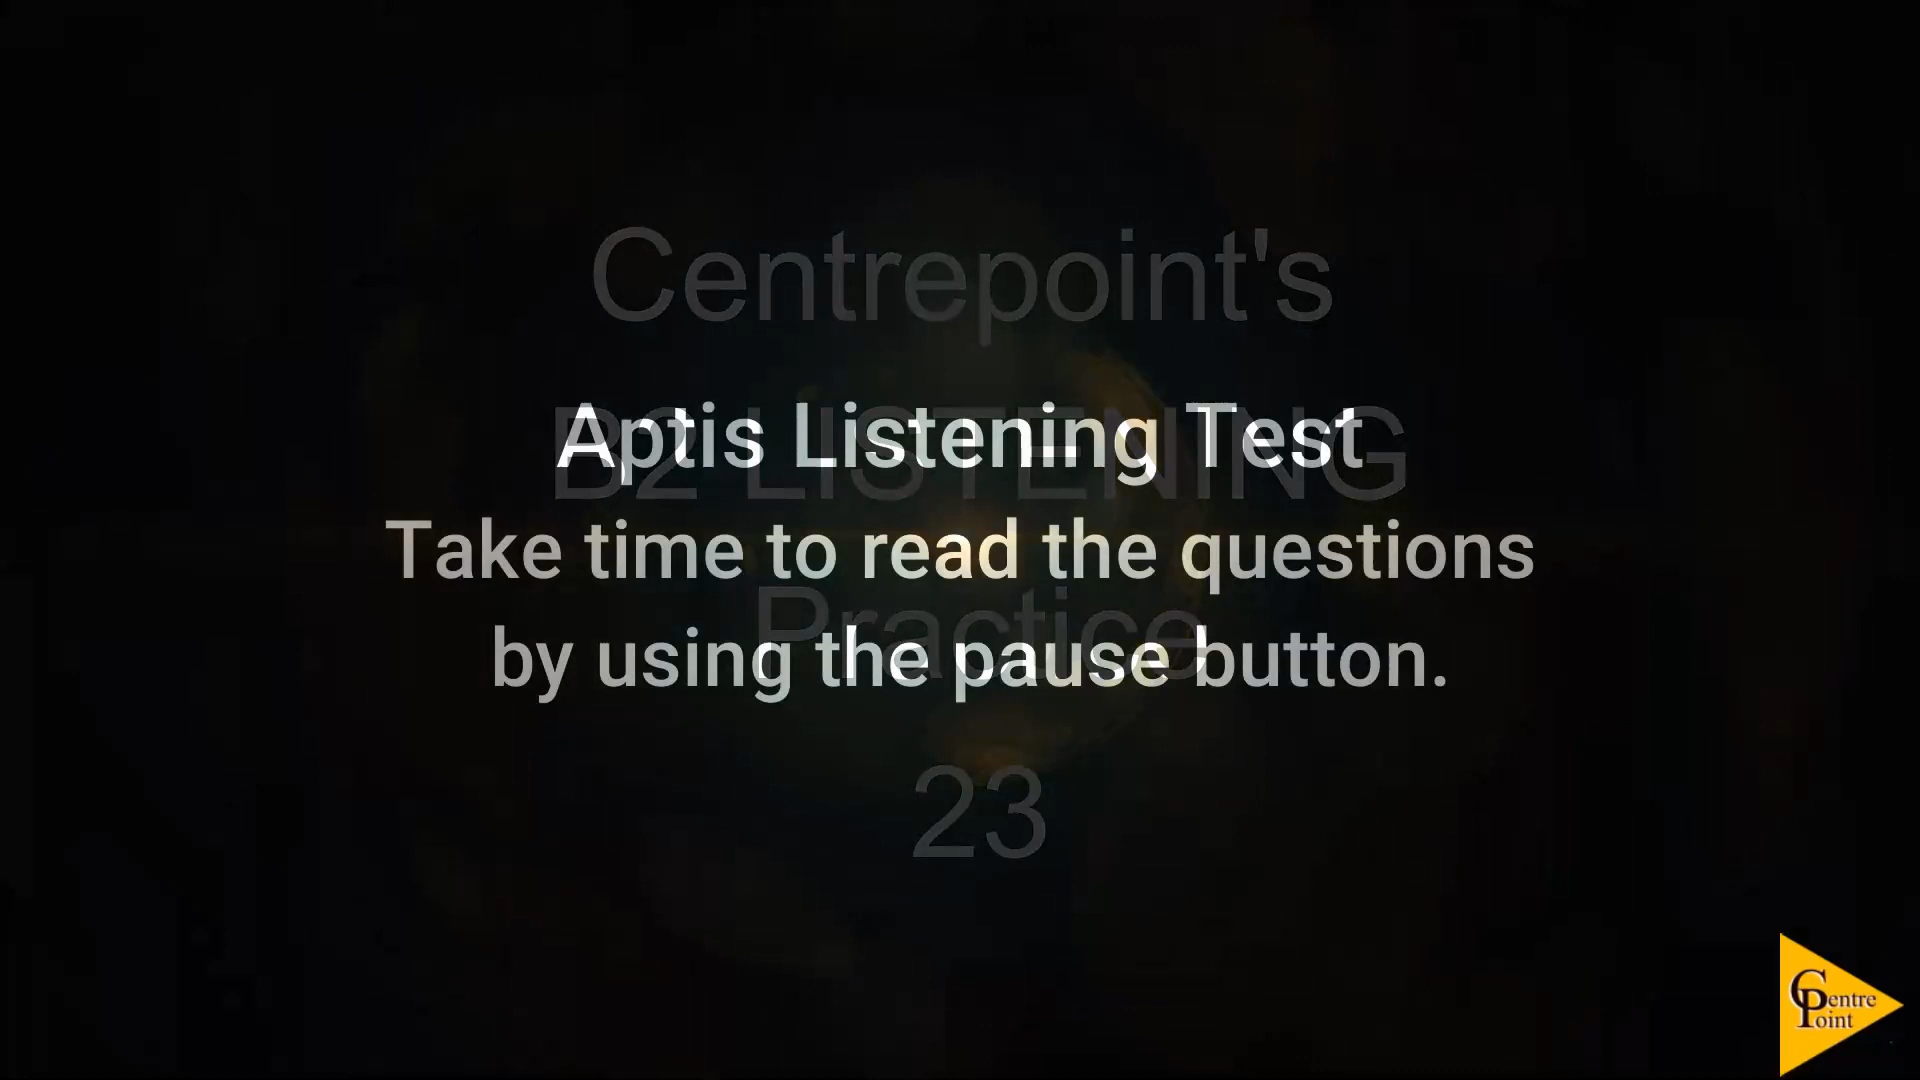 Centrepoint's
B2 LISTENING
Practice
23
Aptis Listening Test
Take time to read the questions
by using the pause button.
Centre
Point